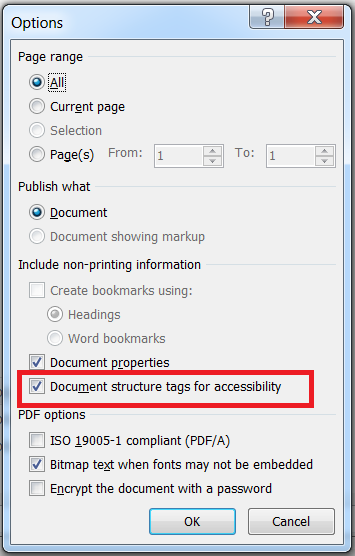 Options
Page range
All
Current page
Selection
Page(s) From: 1 To: 1
Publish what
Document
Document showing markup
Include non-printing information
Create bookmarks using:
Headings
Word bookmarks
Document properties
Document structure tags for accessibility
PDF options
ISO 19005-1 compliant (PDF/A)
Bitmap text when fonts may not be embedded
Encrypt the document with a password
OK Cancel